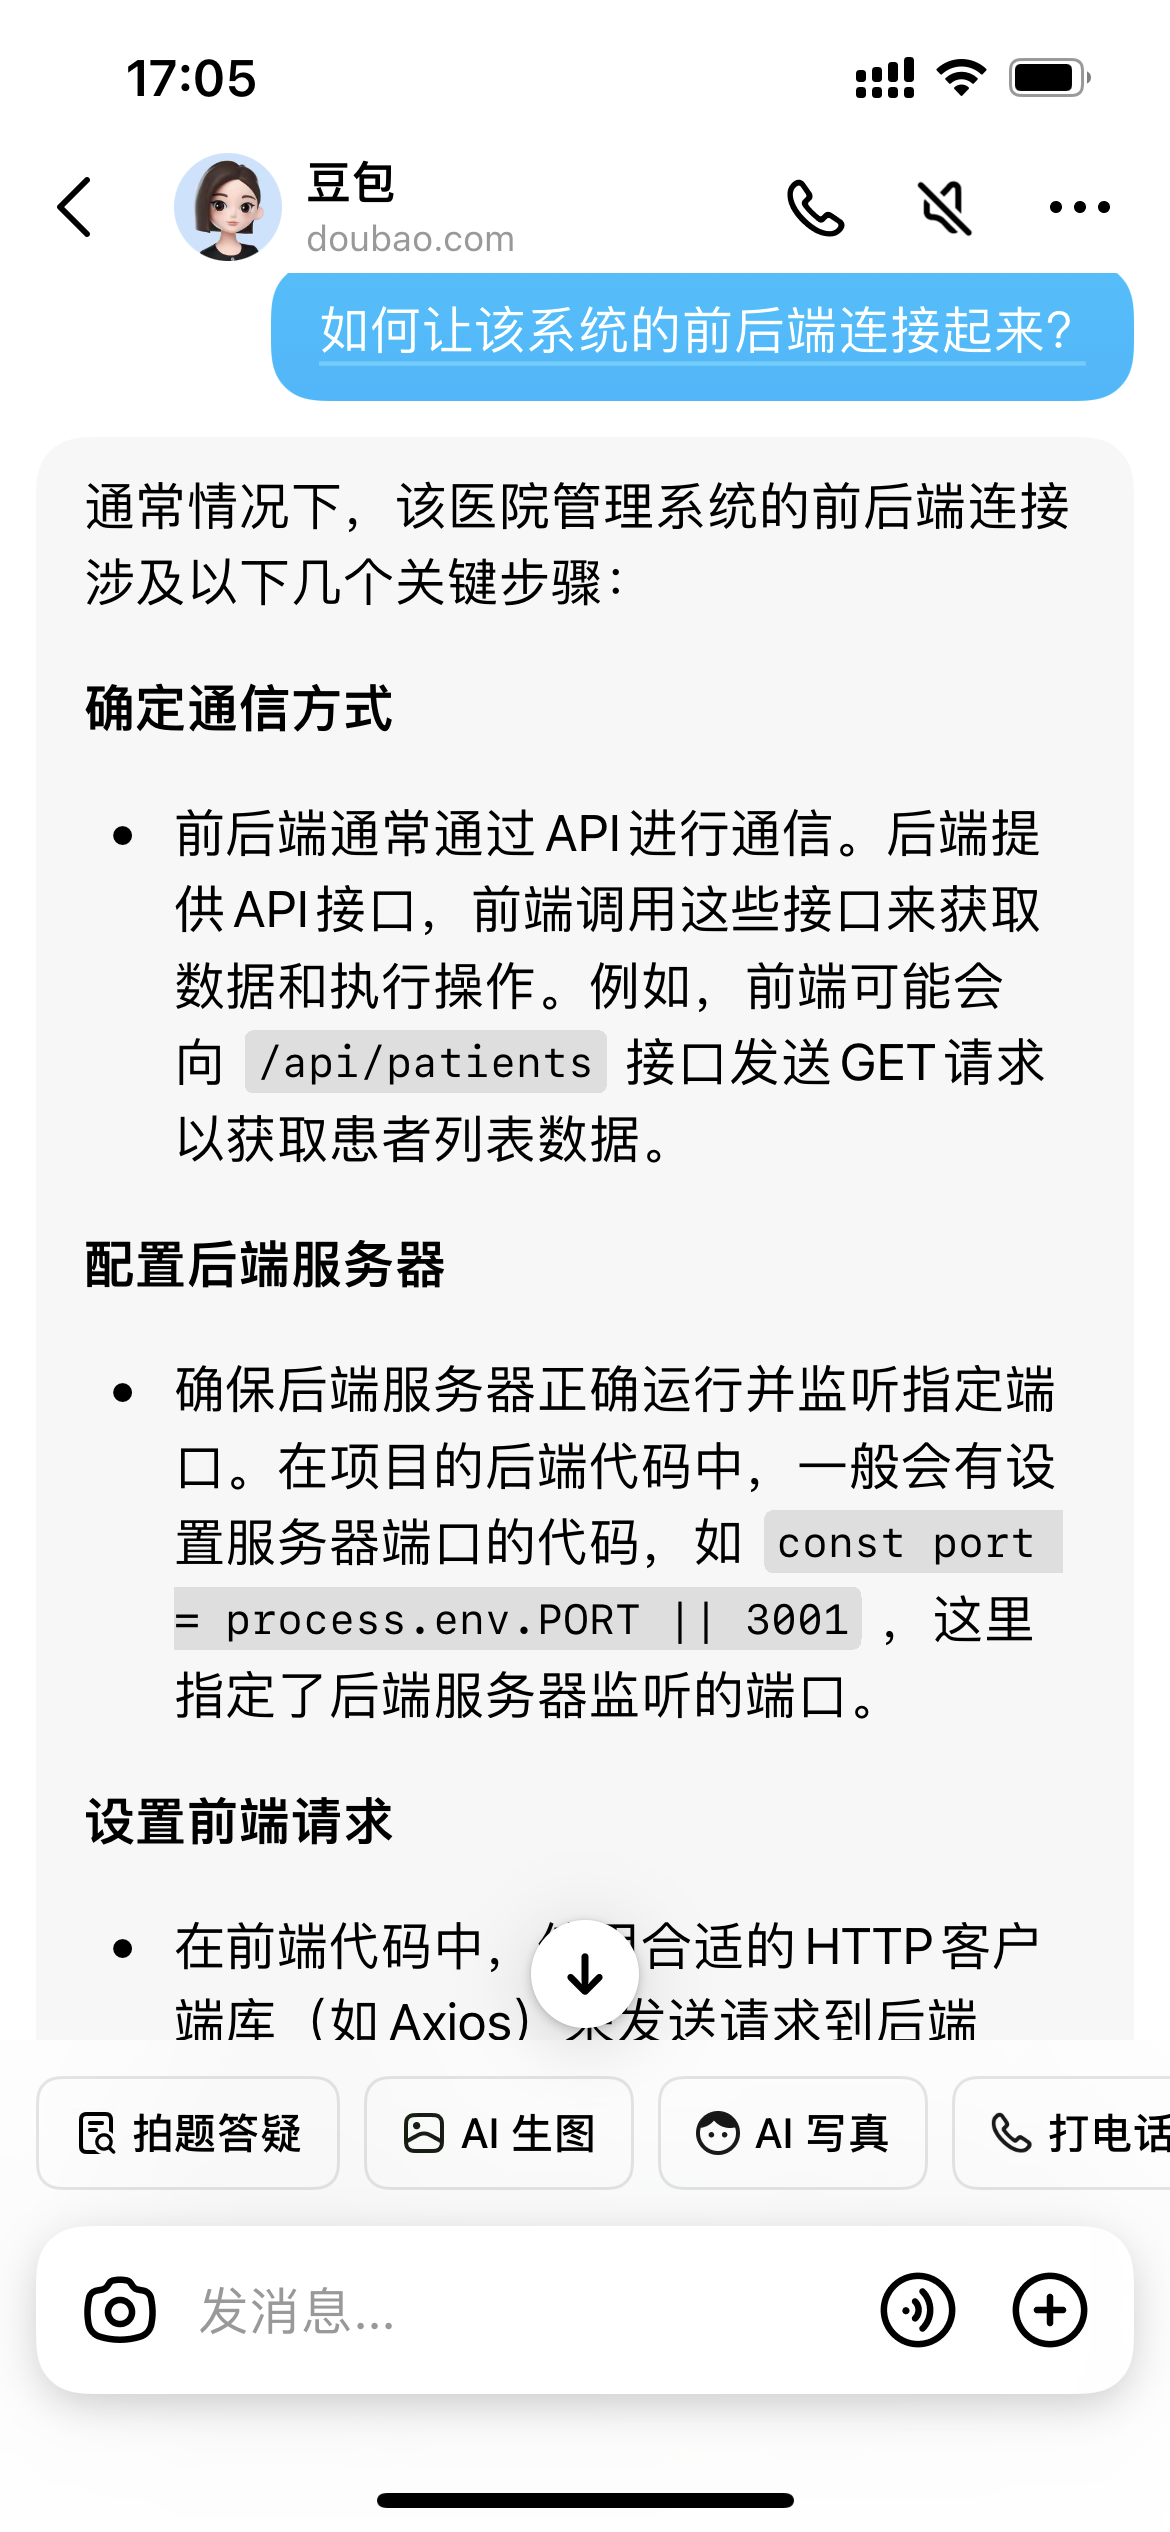 17:05
豆包
doubao.com
如何让该系统的前后端连接起来?
通常情况下，该医院管理系统的前后端连接
涉及以下几个关键步骤：
确定通信方式
前后端通常通过 API 进行通信。后端提
供 API 接口，前端调用这些接口来获取
数据和执行操作。例如，前端可能会
向 /api/patients 接口发送 GET 请求
以获取患者列表数据。
配置后端服务器
确保后端服务器正确运行并监听指定端
口。在项目的后端代码中，一般会有设
置服务器端口的代码，如 const port
= process.env.PORT || 3001 ，这里
指定了后端服务器监听的端口。
设置前端请求
在前端代码中，合适的 HTTP 客户
端库（如 Axios）发送请求到后端
拍题答疑
AI 生图
AI 写真
打电话
发消息...